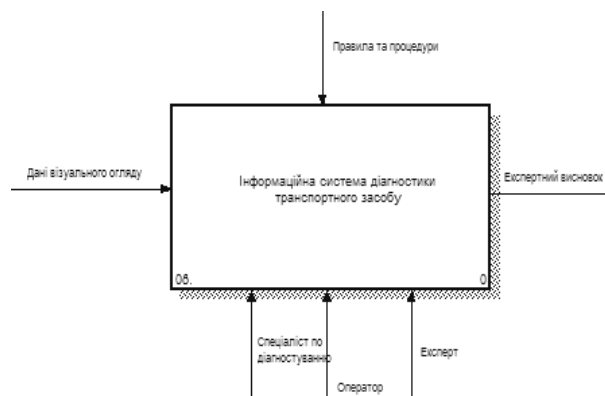 Правила та процедури
Дані візуального огляду
Інформаційна система діагностики
транспортного засобу
Експертний висновок
0б.
0
Спеціаліст по
діагностуванню
Експерт
Оператор